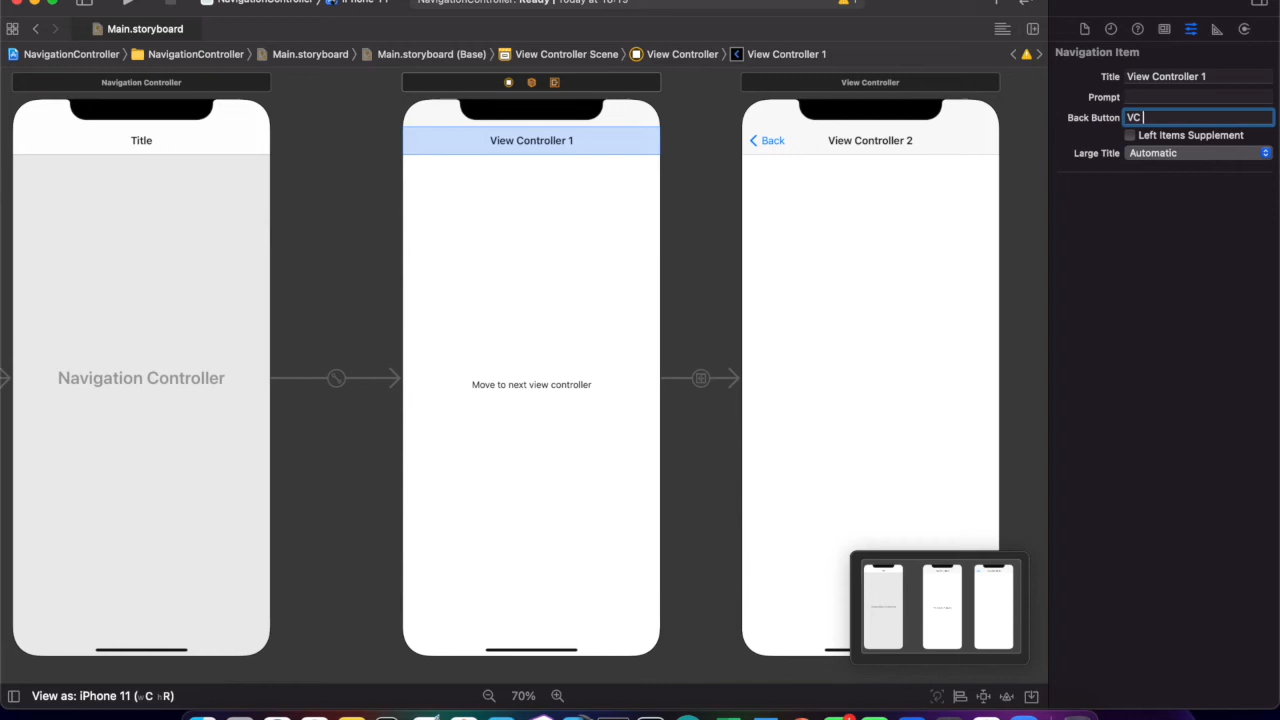 Main.storyboard
NavigationController
NavigationController
Main.storyboard
Main.storyboard (Base)
View Controller Scene
View Controller
View Controller 1
Navigation Controller
Title
Navigation Controller
View Controller 1
Move to next view controller
View Controller
Back
View Controller 2
View as: iPhone 11 (wC hR)
70%
Navigation Item
Title View Controller 1
Prompt
Back Button VC
Left Items Supplement
Large Title Automatic